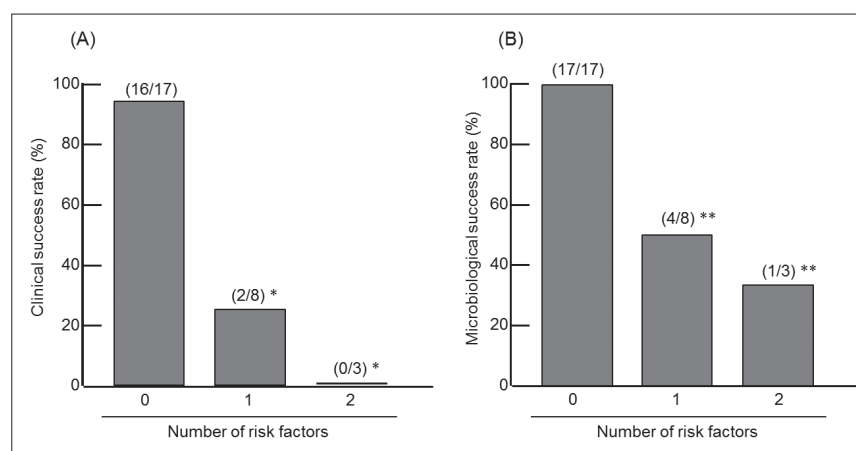 (A)
Clinical success rate (%)
100
80
60
40
20
0
(16/17)
(2/8) *
(0/3) *
0 1 2
Number of risk factors
(B)
Microbiological success rate (%)
100
80
60
40
20
0
(17/17)
(4/8) **
(1/3) **
0 1 2
Number of risk factors